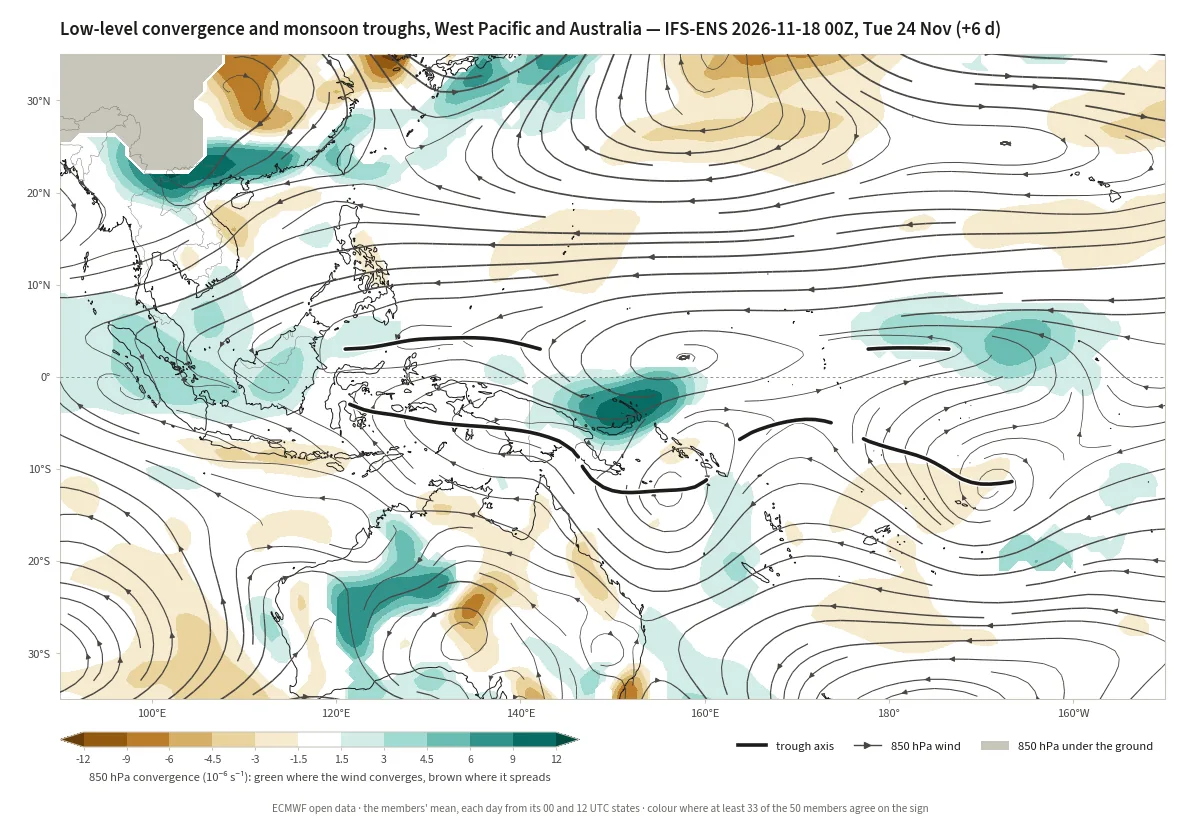 Low-level convergence and monsoon troughs, West Pacific and Australia — IFS-ENS 2026-11-18 00Z, Tue 24 Nov (+6 d)
30°N
20°N
10°N
0°
10°S
20°S
30°S
100°E 120°E 140°E 160°E 180° 160°W
-12 -9 -6 -4.5 -3 -1.5 1.5 3 4.5 6 9 12
850 hPa convergence (10⁻⁶ s⁻¹): green where the wind converges, brown where it spreads
trough axis 850 hPa wind 850 hPa under the ground
ECMWF open data · the members' mean, each day from its 00 and 12 UTC states · colour where at least 33 of the 50 members agree on the sign